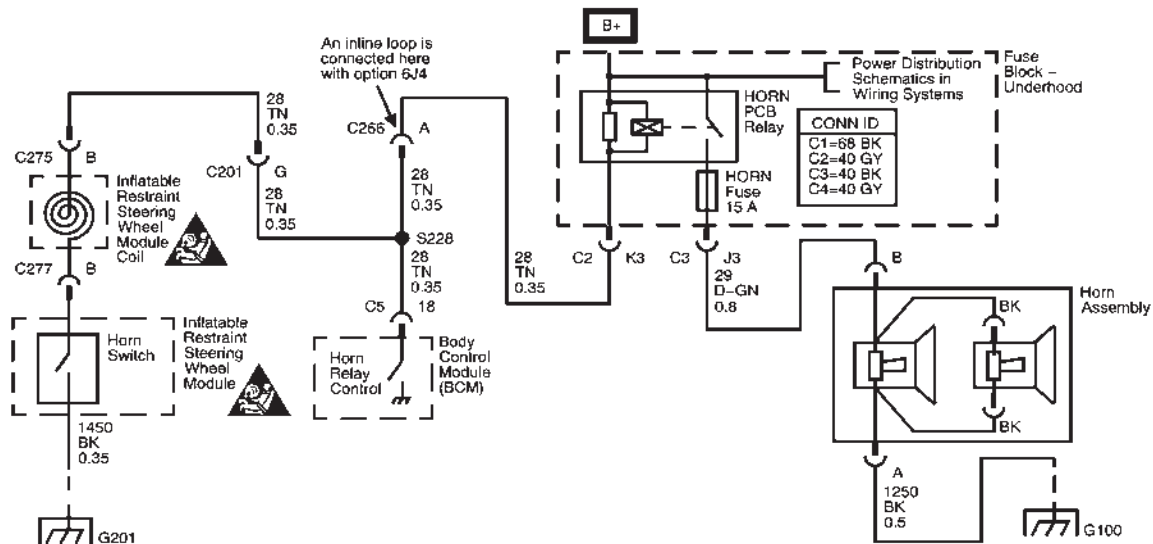 B+
An inline loop is
connected here
with option 6J4
Fuse
Block –
Underhood
Power Distribution
Schematics in
Wiring Systems
HORN
PCB
Relay
CONN ID
C1=68 BK
C2=40 GY
C3=40 BK
C4=40 GY
HORN
Fuse
15 A
28
TN
0.35
C266 A
C275 B
C201 G
28
TN
0.35
28
TN
0.35
Inflatable
Restraint
Steering
Wheel
Module
Coil
S228
C277 B
28
TN
0.35
28
TN
0.35
C2 K3
C3 J3
29
D-GN
0.8
B
C5 18
Horn
Assembly
BK
BK
Horn
Switch
Inflatable
Restraint
Steering
Wheel
Module
Horn
Relay
Control
Body
Control
Module
(BCM)
1450
BK
0.35
A
1250
BK
0.5
G201
G100